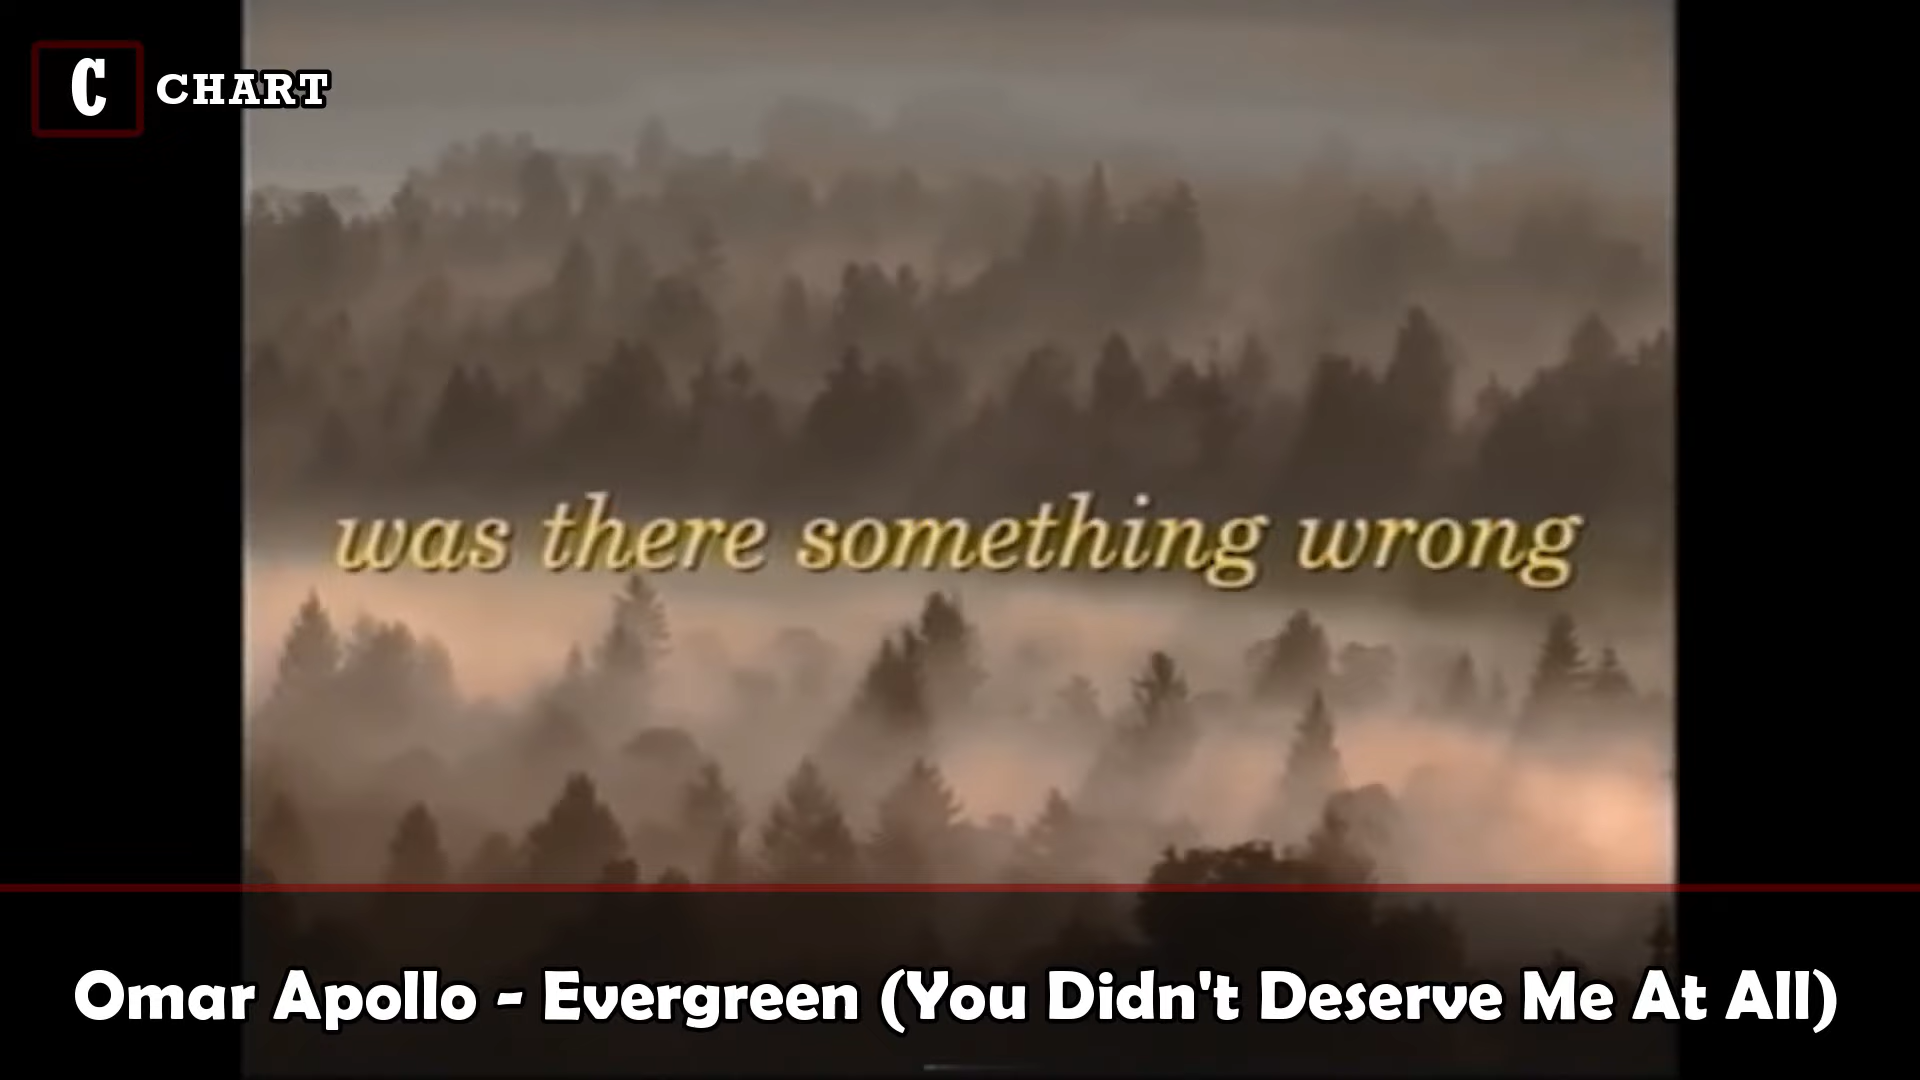 C CHART
was there something wrong
Omar Apollo - Evergreen (You Didn't Deserve Me At All)